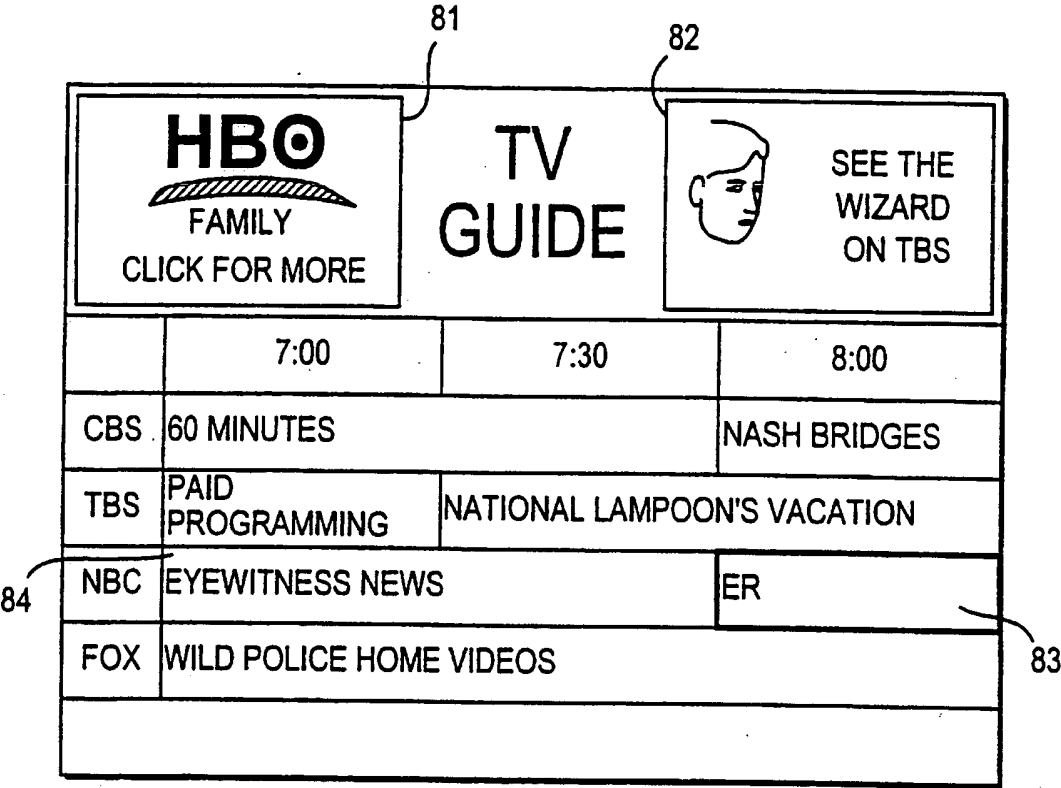 81
82
HBO
FAMILY
CLICK FOR MORE
TV
GUIDE
SEE THE
WIZARD
ON TBS
7:00 7:30 8:00
CBS 60 MINUTES NASH BRIDGES
TBS PAID
PROGRAMMING NATIONAL LAMPOON'S VACATION
84
NBC EYEWITNESS NEWS ER
83
FOX WILD POLICE HOME VIDEOS